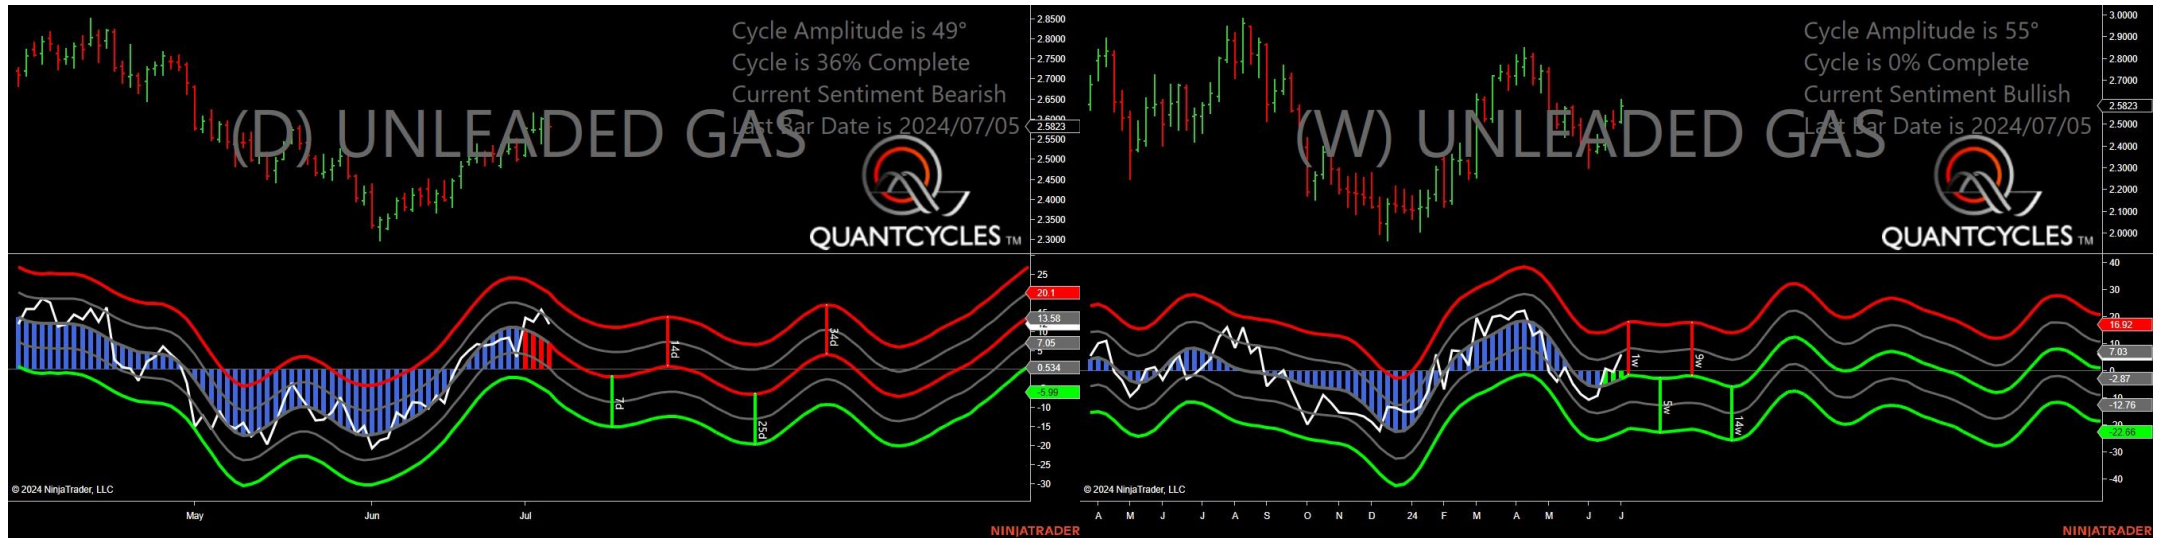 Cycle Amplitude is 49°
Cycle is 36% Complete
Current Sentiment Bearish
Last Bar Date is 2024/07/05
(D) UNLEADED GAS
QUANTCYCLES TM
2.8500
2.8000
2.7500
2.7000
2.6500
2.6000
2.5823
2.5500
2.5000
2.4500
2.4000
2.3500
2.3000
25
20.1
13.58
10
7.05
5
0.534
-5.99
-10
-15
-20
-25
-30
7d
14d
25d
34d
© 2024 NinjaTrader, LLC
May
Jun
Jul
NINJATRADER
Cycle Amplitude is 55°
Cycle is 0% Complete
Current Sentiment Bullish
Last Bar Date is 2024/07/05
(W) UNLEADED GAS
QUANTCYCLES TM
3.0000
2.9000
2.7000
2.5823
2.5000
2.4000
2.3000
2.2000
2.1000
2.0000
40
30
20
16.92
10
7.03
0
-2.87
-12.76
-22.66
-30
-40
1w
5w
9w
14w
© 2024 NinjaTrader, LLC
A M J J A S O N D 24 F M A M J J
NINJATRADER